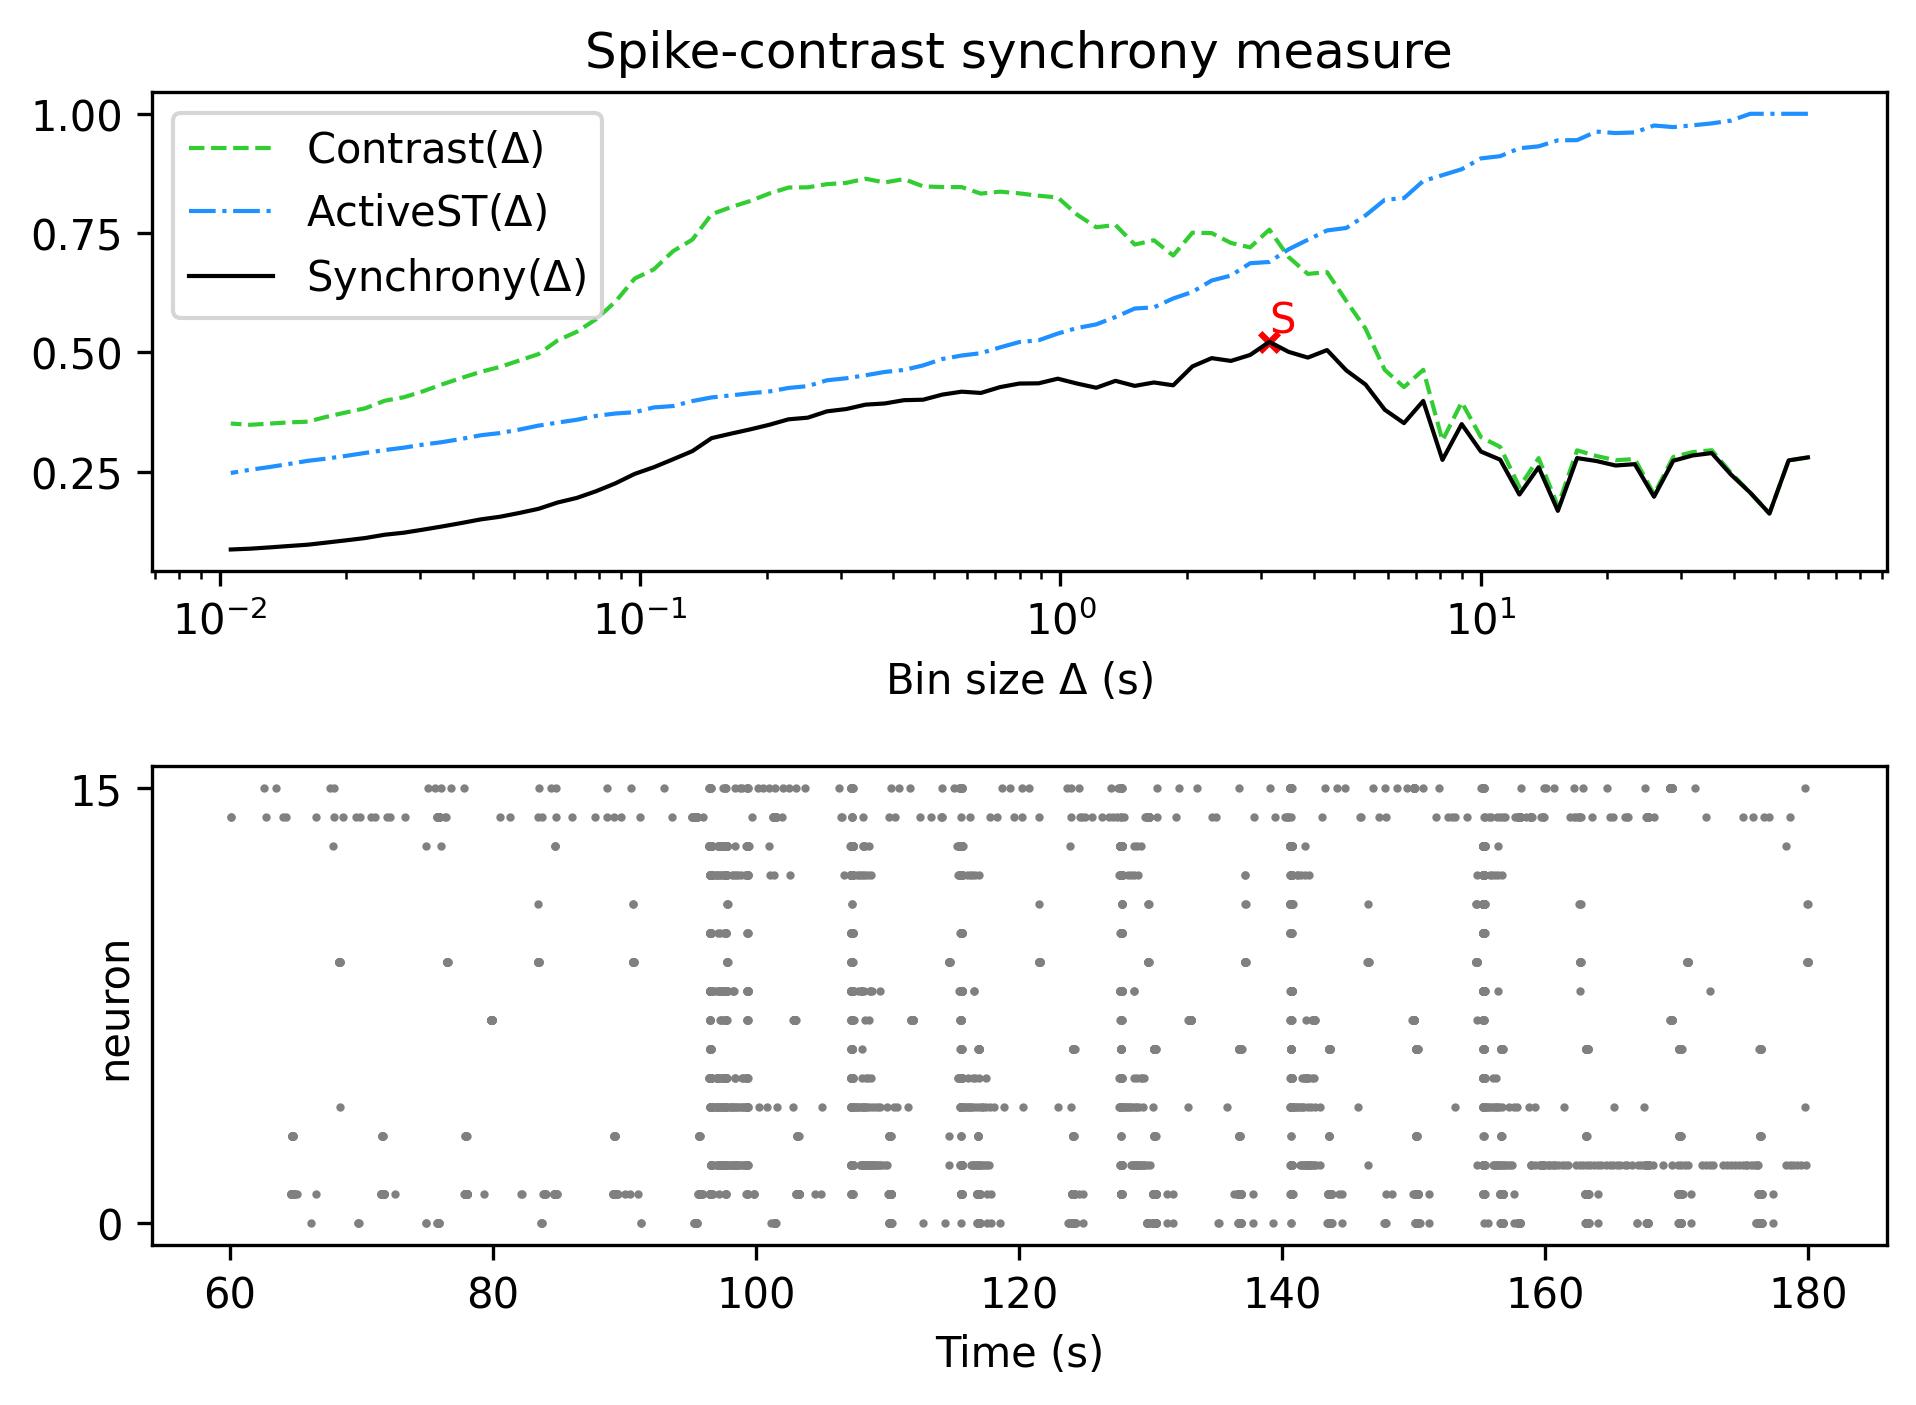 Spike-contrast synchrony measure
1.00
0.75
0.50
0.25
Contrast(Δ)
ActiveST(Δ)
Synchrony(Δ)
S
10⁻² 10⁻¹ 10⁰ 10¹
Bin size Δ (s)
15
neuron
0
60 80 100 120 140 160 180
Time (s)